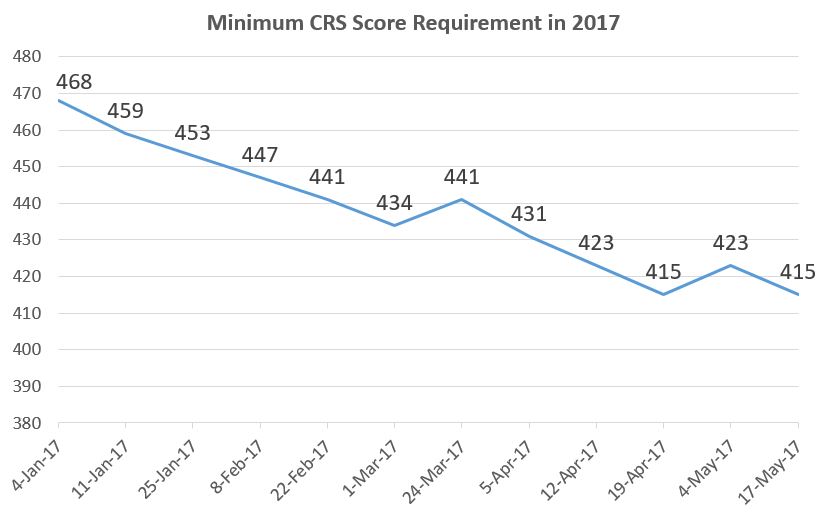 Minimum CRS Score Requirement in 2017
480
470
460
450
440
430
420
410
400
390
380
468
459
453
447
441
434
441
431
423
415
423
415
4-Jan-17
11-Jan-17
25-Jan-17
8-Feb-17
22-Feb-17
1-Mar-17
24-Mar-17
5-Apr-17
12-Apr-17
19-Apr-17
4-May-17
17-May-17